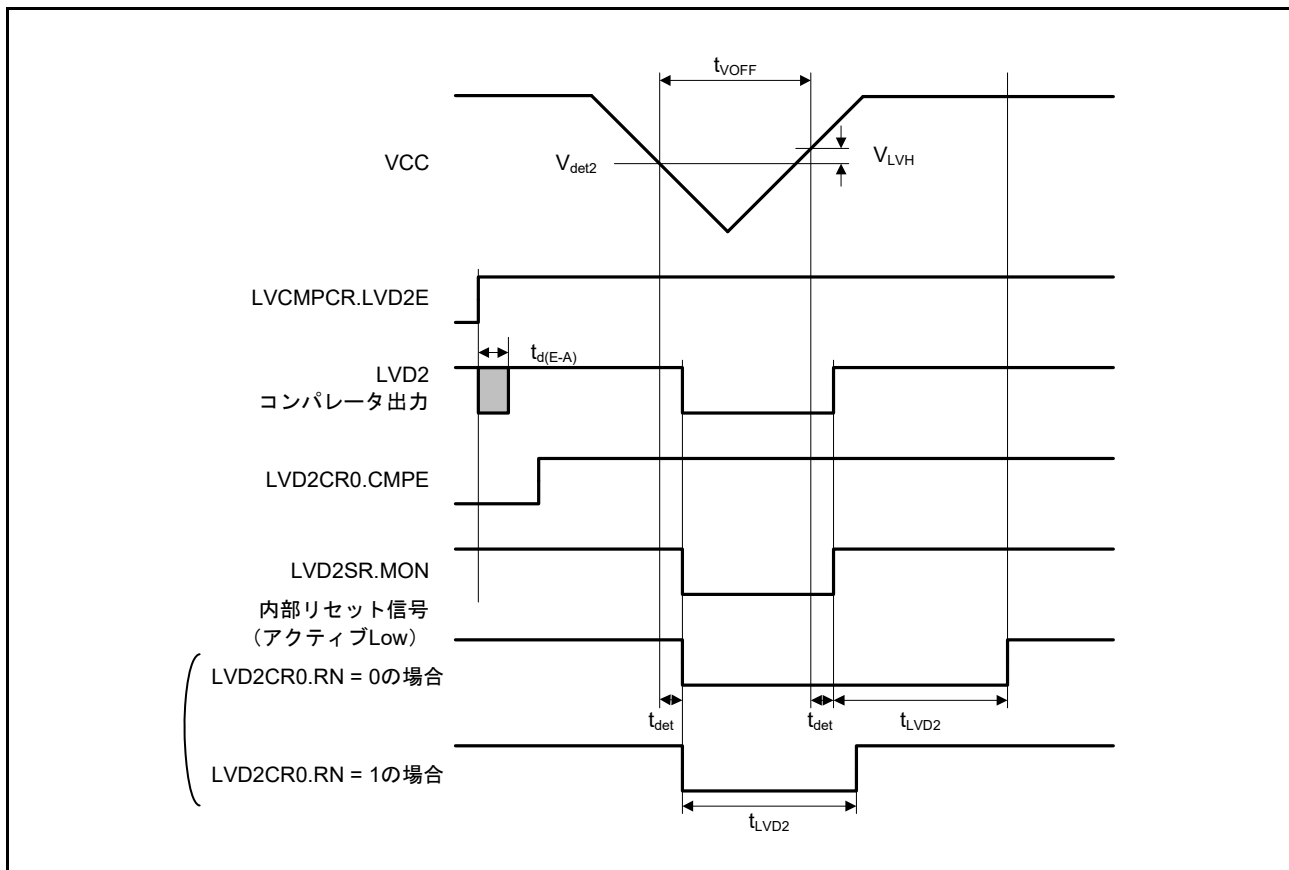 tVOFF
VCC
Vdet2
VLVH
LVCMPCR.LVD2E
td(E-A)
LVD2
コンパレータ出力
LVD2CR0.CMPE
LVD2SR.MON
内部リセット信号
（アクティブLow）
LVD2CR0.RN = 0の場合
tdet
tdet
tLVD2
LVD2CR0.RN = 1の場合
tLVD2